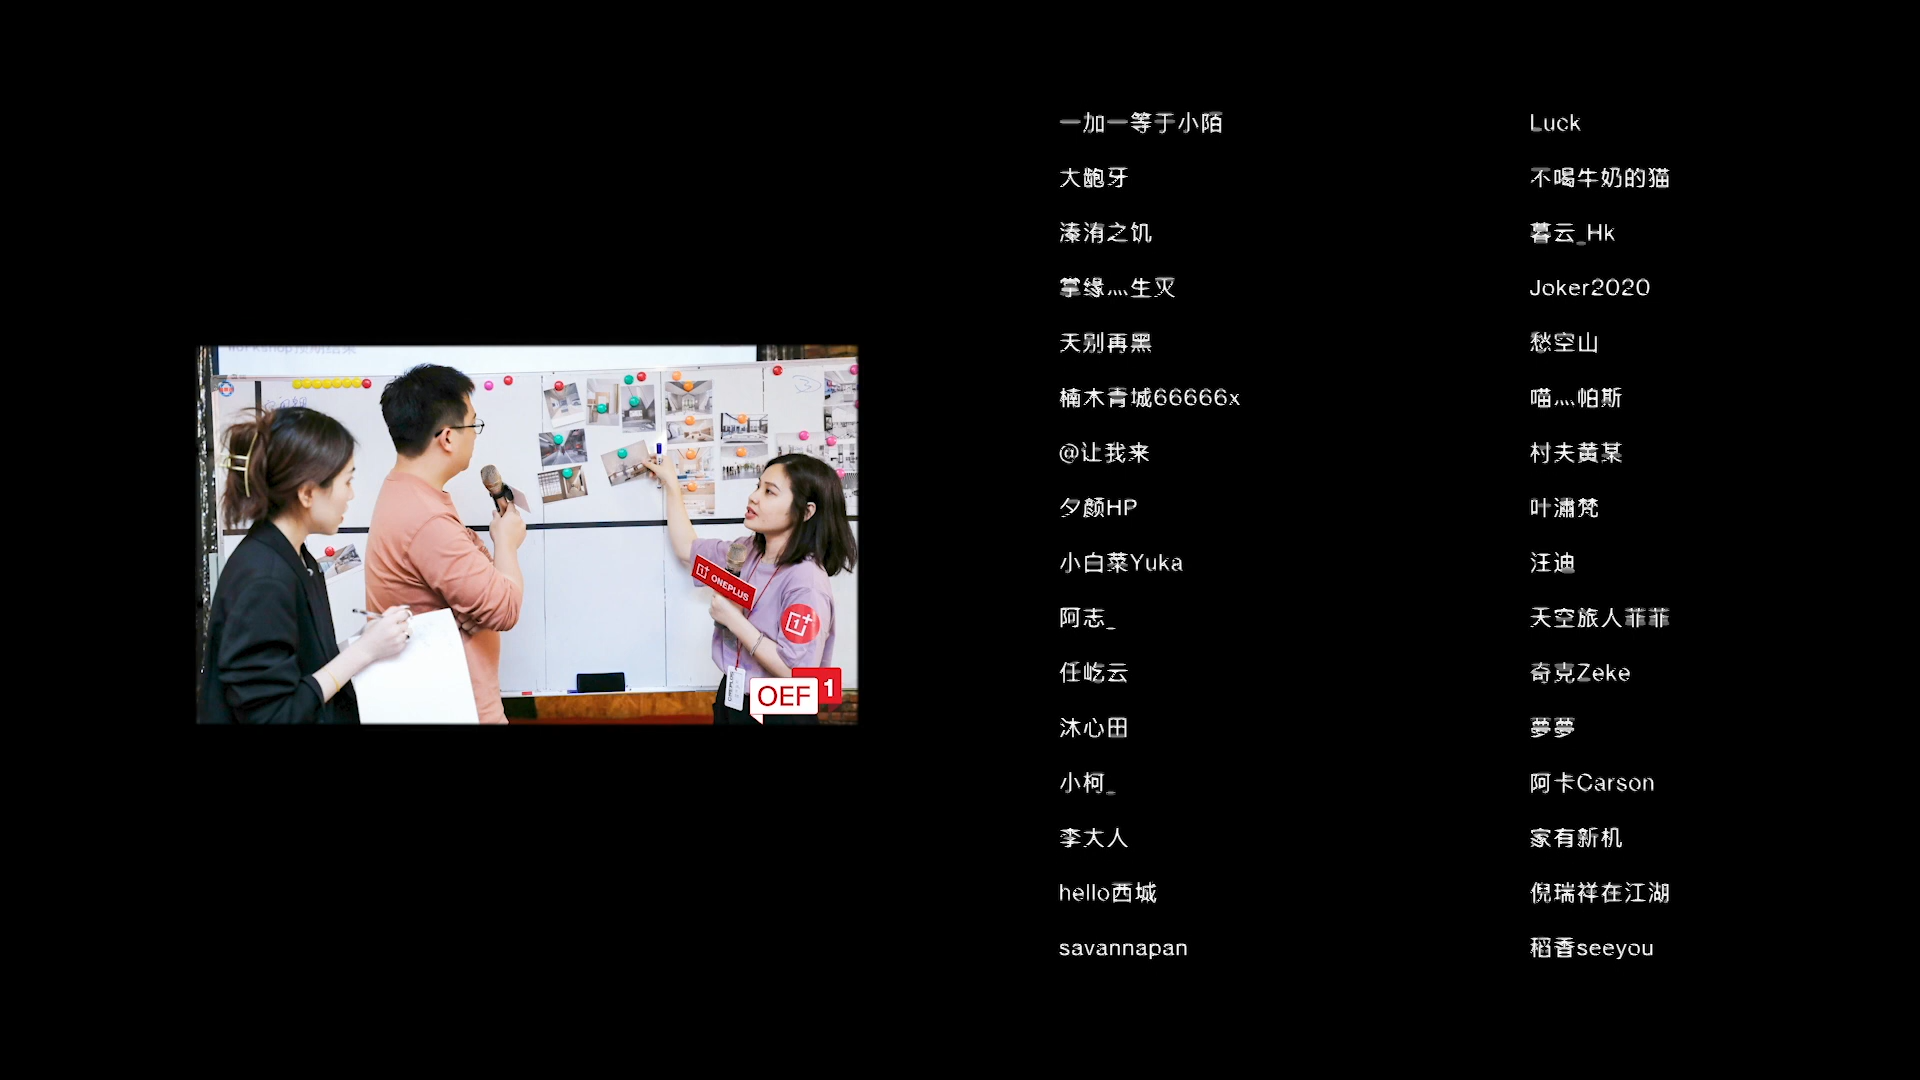 一加一等于小陌
大龅牙
溱洧之饥
掌缘灬生灭
天别再黑
楠木青城66666x
@让我来
夕颜HP
小白菜Yuka
阿志_
任屹云
沐心田
小柯_
李大人
hello西城
savannapan
Luck
不喝牛奶的猫
暮云_Hk
Joker2020
愁空山
喵灬帕斯
村夫黄某
叶潚梵
汪迪
天空旅人菲菲
奇克Zeke
夢夢
阿卡Carson
家有新机
倪瑞祥在江湖
稻香seeyou
1+ ONEPLUS
1+
OEF 1